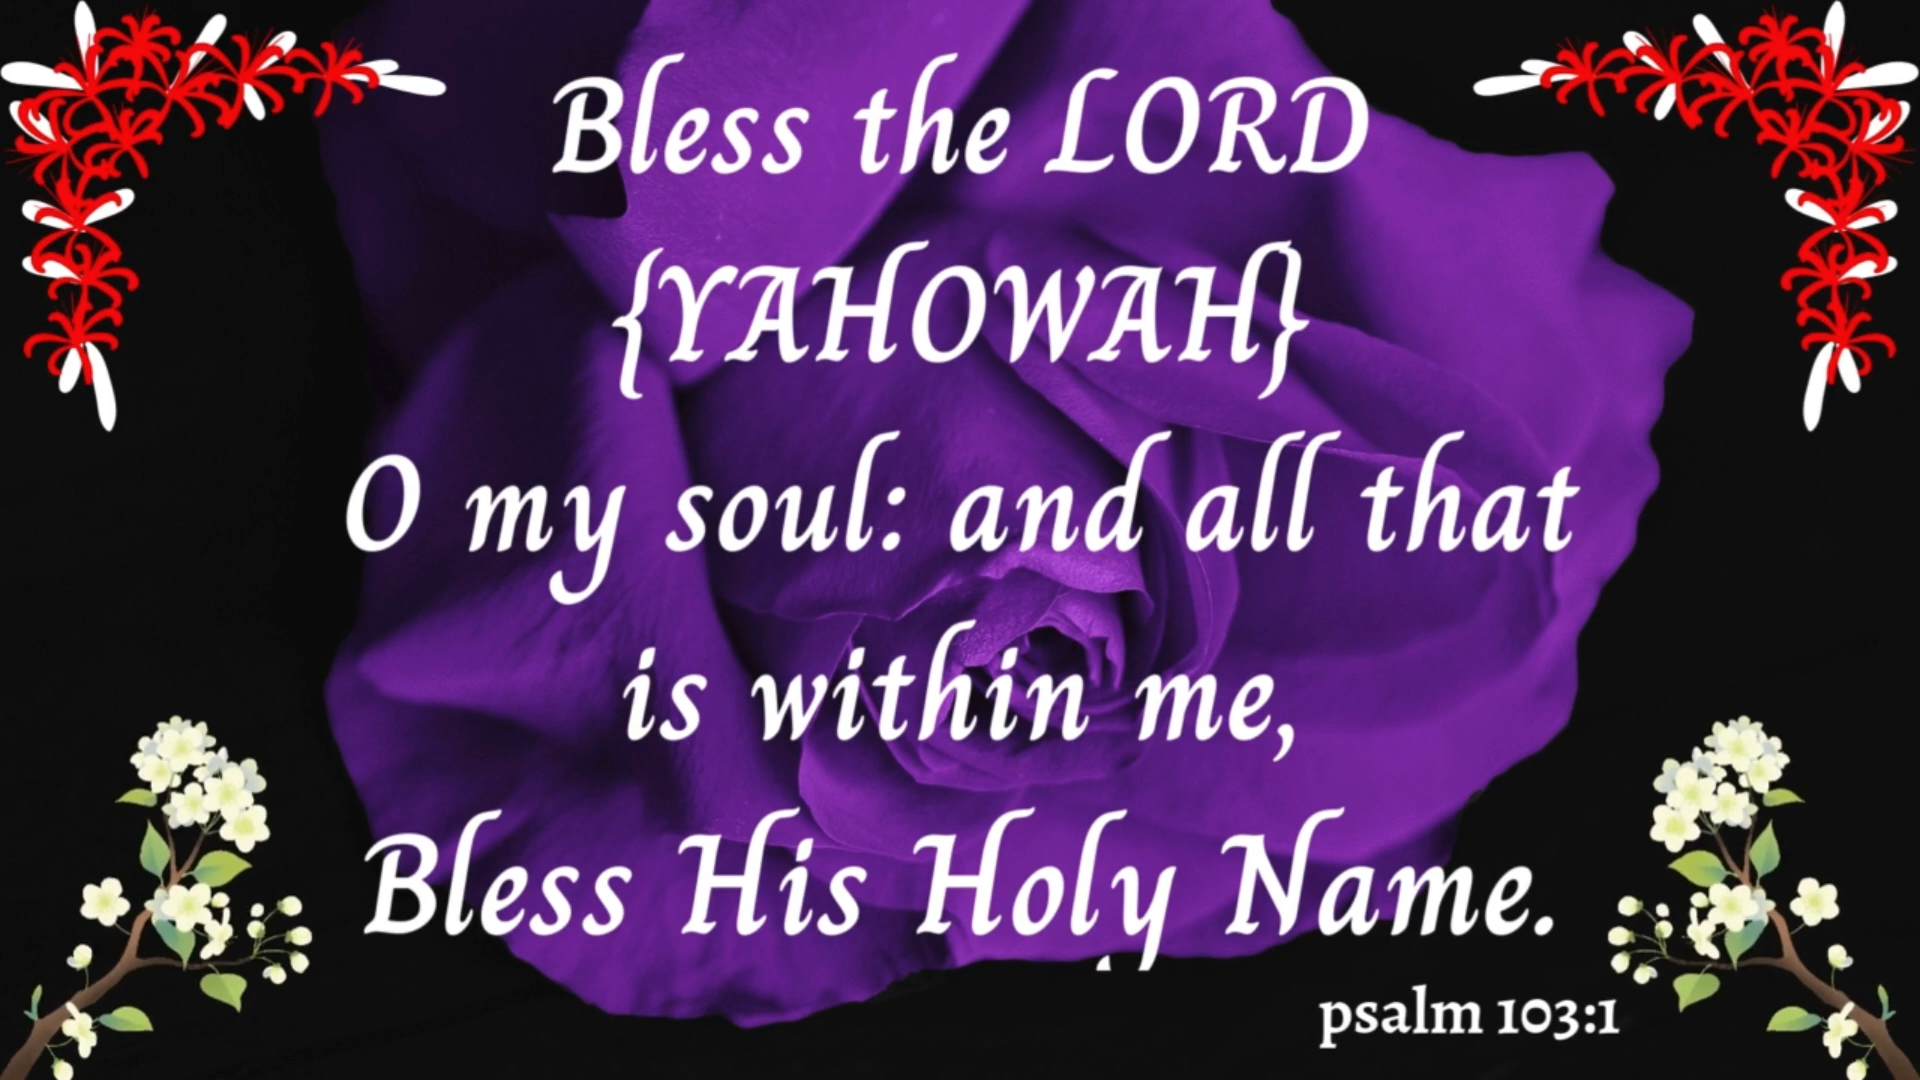 Bless the LORD
{YAHOWAH}
O my soul: and all that
is within me,
Bless His Holy Name.
psalm 103:1